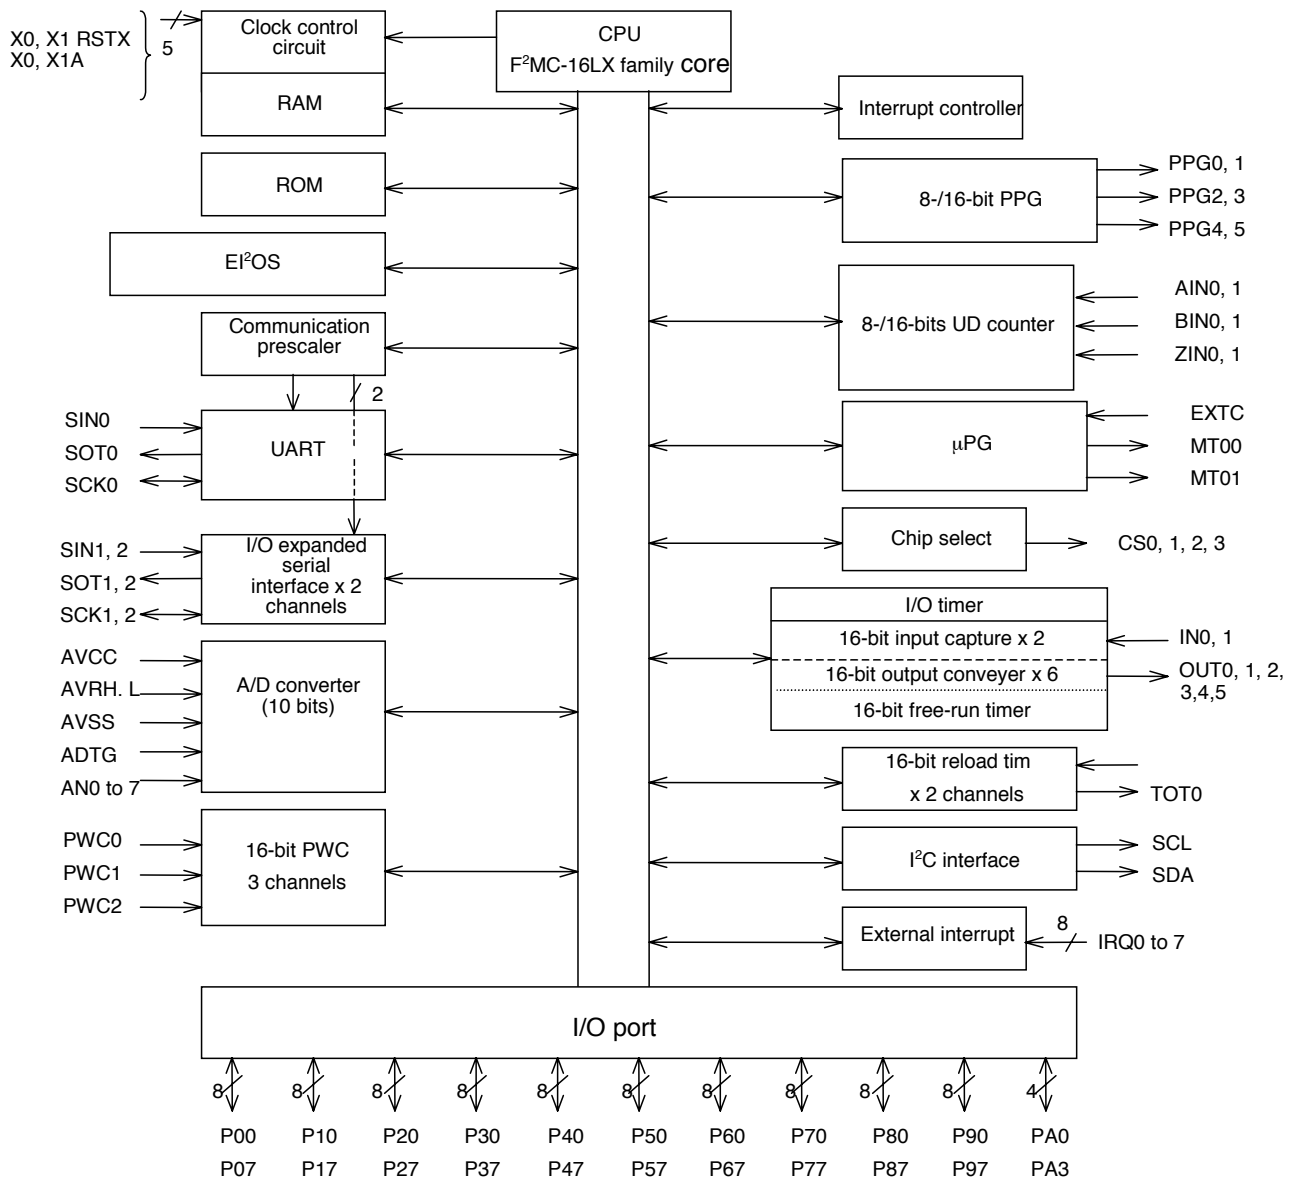 X0, X1 RSTX
X0, X1A
5
Clock control
circuit
RAM
CPU
F²MC-16LX family core
Interrupt controller
ROM
8-/16-bit PPG
PPG0, 1
PPG2, 3
PPG4, 5
EI²OS
8-/16-bits UD counter
AIN0, 1
BIN0, 1
ZIN0, 1
Communication
prescaler
2
SIN0
SOT0
SCK0
UART
μPG
EXTC
MT00
MT01
SIN1, 2
SOT1, 2
SCK1, 2
I/O expanded
serial
interface x 2
channels
Chip select
CS0, 1, 2, 3
I/O timer
16-bit input capture x 2
16-bit output conveyer x 6
16-bit free-run timer
IN0, 1
OUT0, 1, 2,
3,4,5
AVCC
AVRH. L
AVSS
ADTG
AN0 to 7
A/D converter
(10 bits)
16-bit reload tim
x 2 channels
TOT0
PWC0
PWC1
PWC2
16-bit PWC
3 channels
I²C interface
SCL
SDA
External interrupt
8
IRQ0 to 7
I/O port
8 8 8 8 8 8 8 8 8 8 4
P00 P10 P20 P30 P40 P50 P60 P70 P80 P90 PA0
P07 P17 P27 P37 P47 P57 P67 P77 P87 P97 PA3